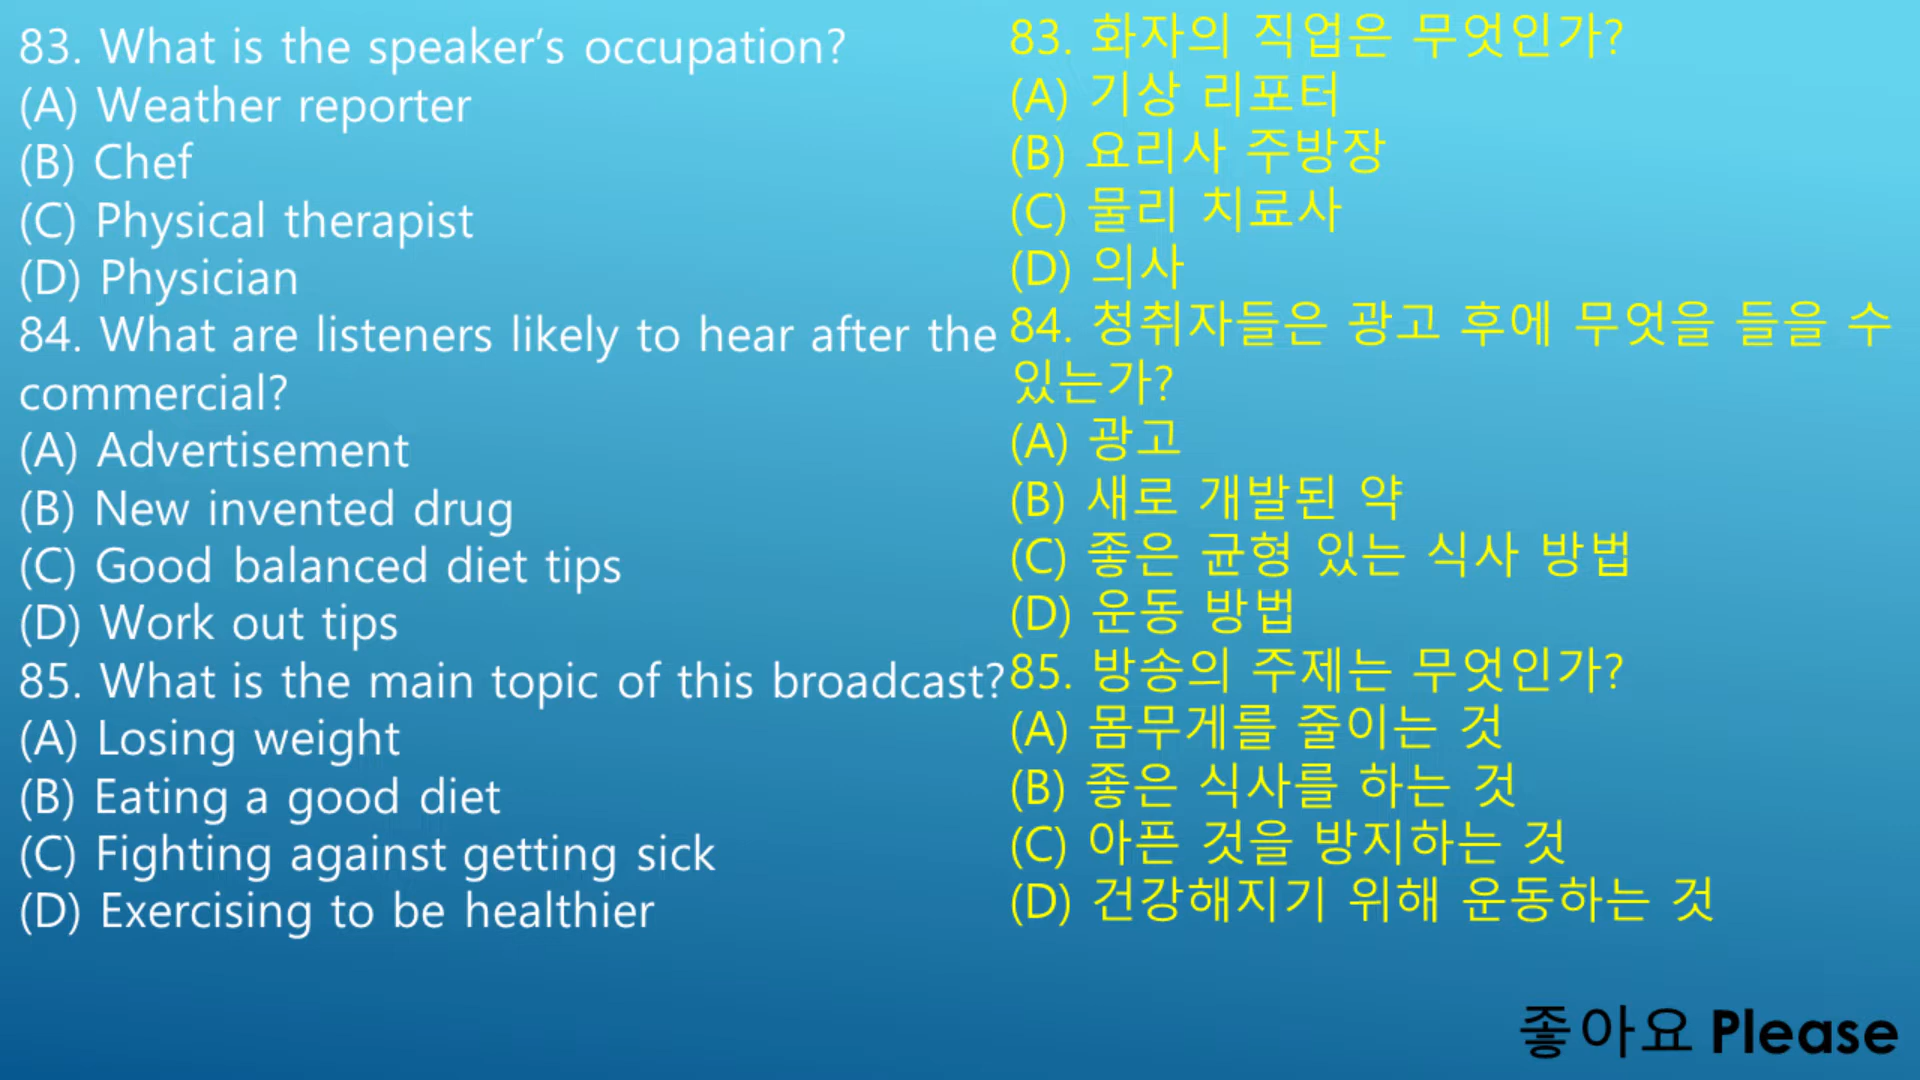 83. What is the speaker’s occupation?
(A) Weather reporter
(B) Chef
(C) Physical therapist
(D) Physician
84. What are listeners likely to hear after the
commercial?
(A) Advertisement
(B) New invented drug
(C) Good balanced diet tips
(D) Work out tips
85. What is the main topic of this broadcast?
(A) Losing weight
(B) Eating a good diet
(C) Fighting against getting sick
(D) Exercising to be healthier
83. 화자의 직업은 무엇인가?
(A) 기상 리포터
(B) 요리사 주방장
(C) 물리 치료사
(D) 의사
84. 청취자들은 광고 후에 무엇을 들을 수
있는가?
(A) 광고
(B) 새로 개발된 약
(C) 좋은 균형 있는 식사 방법
(D) 운동 방법
85. 방송의 주제는 무엇인가?
(A) 몸무게를 줄이는 것
(B) 좋은 식사를 하는 것
(C) 아픈 것을 방지하는 것
(D) 건강해지기 위해 운동하는 것
좋아요 Please